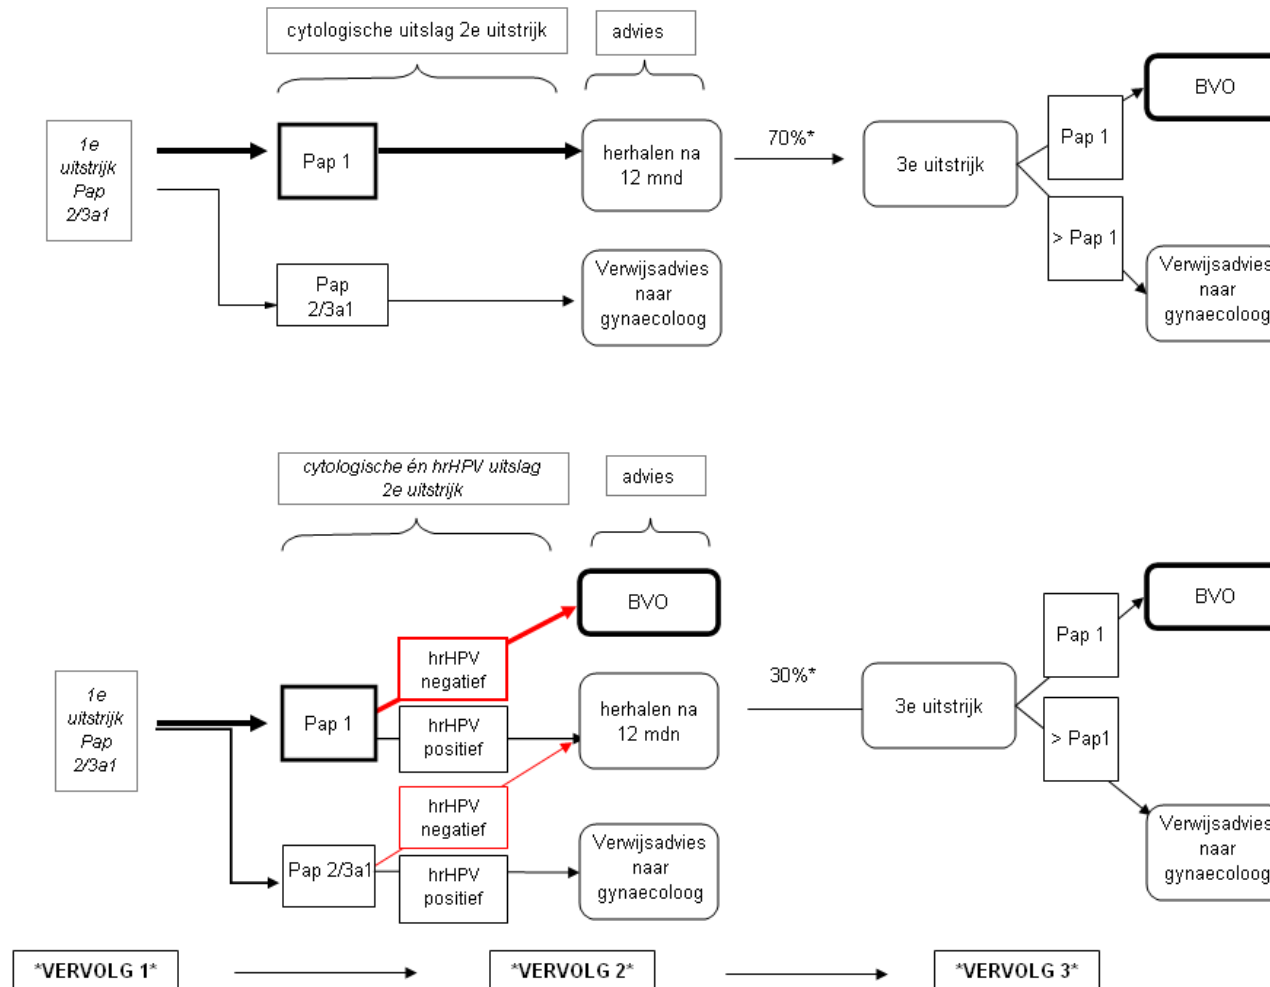 cytologische uitslag 2e uitstrijk
advies
1e
uitstrijk
Pap
2/3a1
Pap 1
herhalen na
12 mnd
70%*
3e uitstrijk
Pap 1
BVO
> Pap 1
Verwijsadvies
naar
gynaecoloog
Pap
2/3a1
Verwijsadvies
naar
gynaecoloog
cytologische én hrHPV uitslag
2e uitstrijk
advies
BVO
1e
uitstrijk
Pap
2/3a1
Pap 1
hrHPV
negatief
hrHPV
positief
herhalen na
12 mdn
30%*
3e uitstrijk
Pap 1
BVO
> Pap1
Verwijsadvies
naar
gynaecoloog
Pap 2/3a1
hrHPV
negatief
hrHPV
positief
Verwijsadvies
naar
gynaecoloog
*VERVOLG 1*
*VERVOLG 2*
*VERVOLG 3*